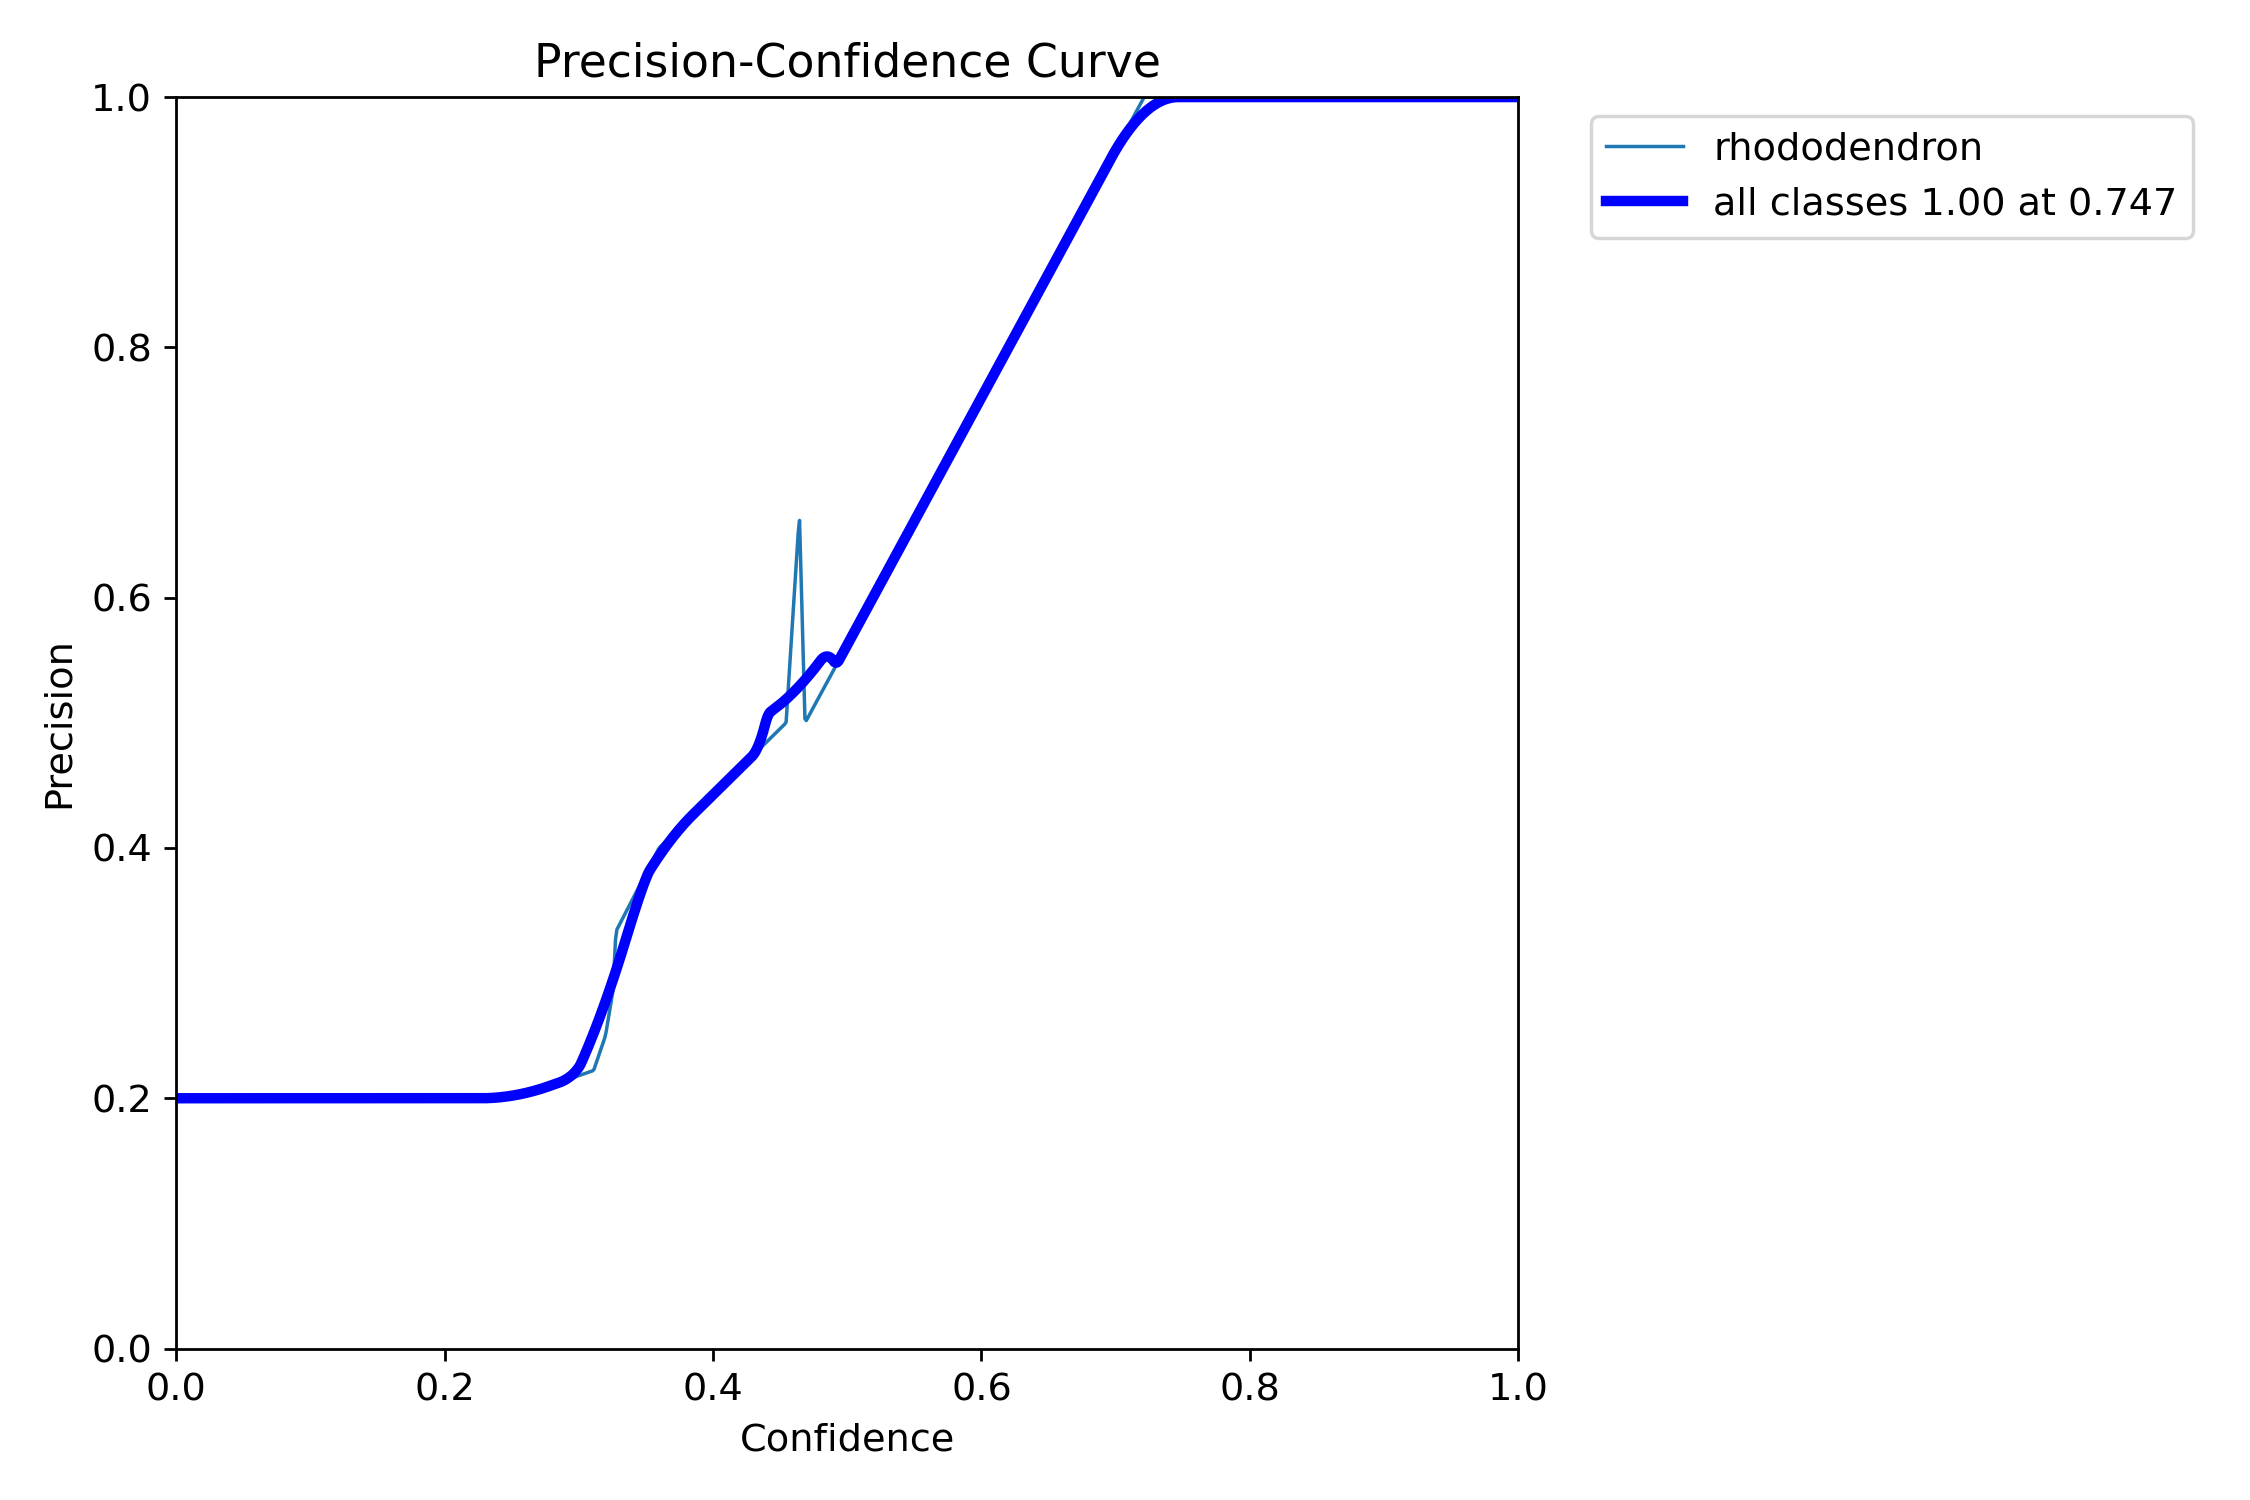 Precision-Confidence Curve
rhododendron
all classes 1.00 at 0.747
Precision
1.0
0.8
0.6
0.4
0.2
0.0
0.0 0.2 0.4 0.6 0.8 1.0
Confidence